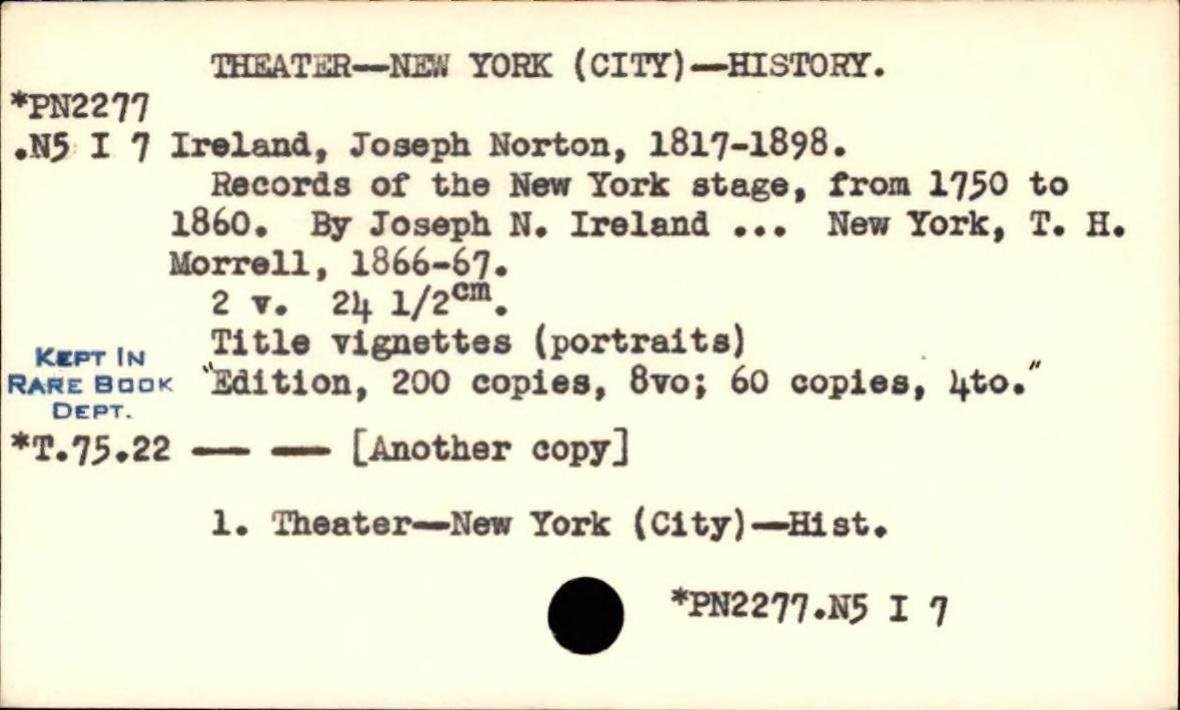 THEATER—NEW YORK (CITY)—HISTORY.
*PN2277
.N5 I 7 Ireland, Joseph Norton, 1817-1898.
Records of the New York stage, from 1750 to
1860. By Joseph N. Ireland ... New York, T. H.
Morrell, 1866-67.
2 v. 24 1/2cm.
Title vignettes (portraits)
KEPT IN
RARE BOOK
DEPT.
"Edition, 200 copies, 8vo; 60 copies, 4to."
*T.75.22 — — [Another copy]
1. Theater—New York (City)—Hist.
*PN2277.N5 I 7